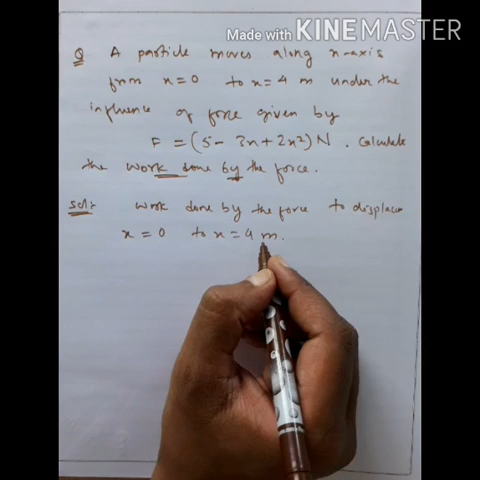 Made with KINEMASTER
Q A particle moves along x-axis
from x=0 to x=4 m under the
influence of force given by
F = (5-3x+2x²) N. Calculate
the work done by the force.
Sol: Work done by the force to displace
x=0 to x=4 m.